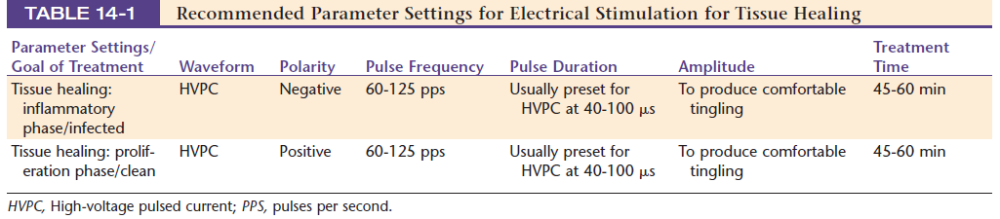 TABLE 14-1 Recommended Parameter Settings for Electrical Stimulation for Tissue Healing
Parameter Settings/ Treatment
Goal of Treatment Waveform Polarity Pulse Frequency Pulse Duration Amplitude Time
Tissue healing: HVPC Negative 60-125 pps Usually preset for To produce comfortable 45-60 min
inflammatory HVPC at 40-100 μs tingling
phase/infected
Tissue healing: prolif- HVPC Positive 60-125 pps Usually preset for To produce comfortable 45-60 min
eration phase/clean HVPC at 40-100 μs tingling
HVPC, High-voltage pulsed current; PPS, pulses per second.